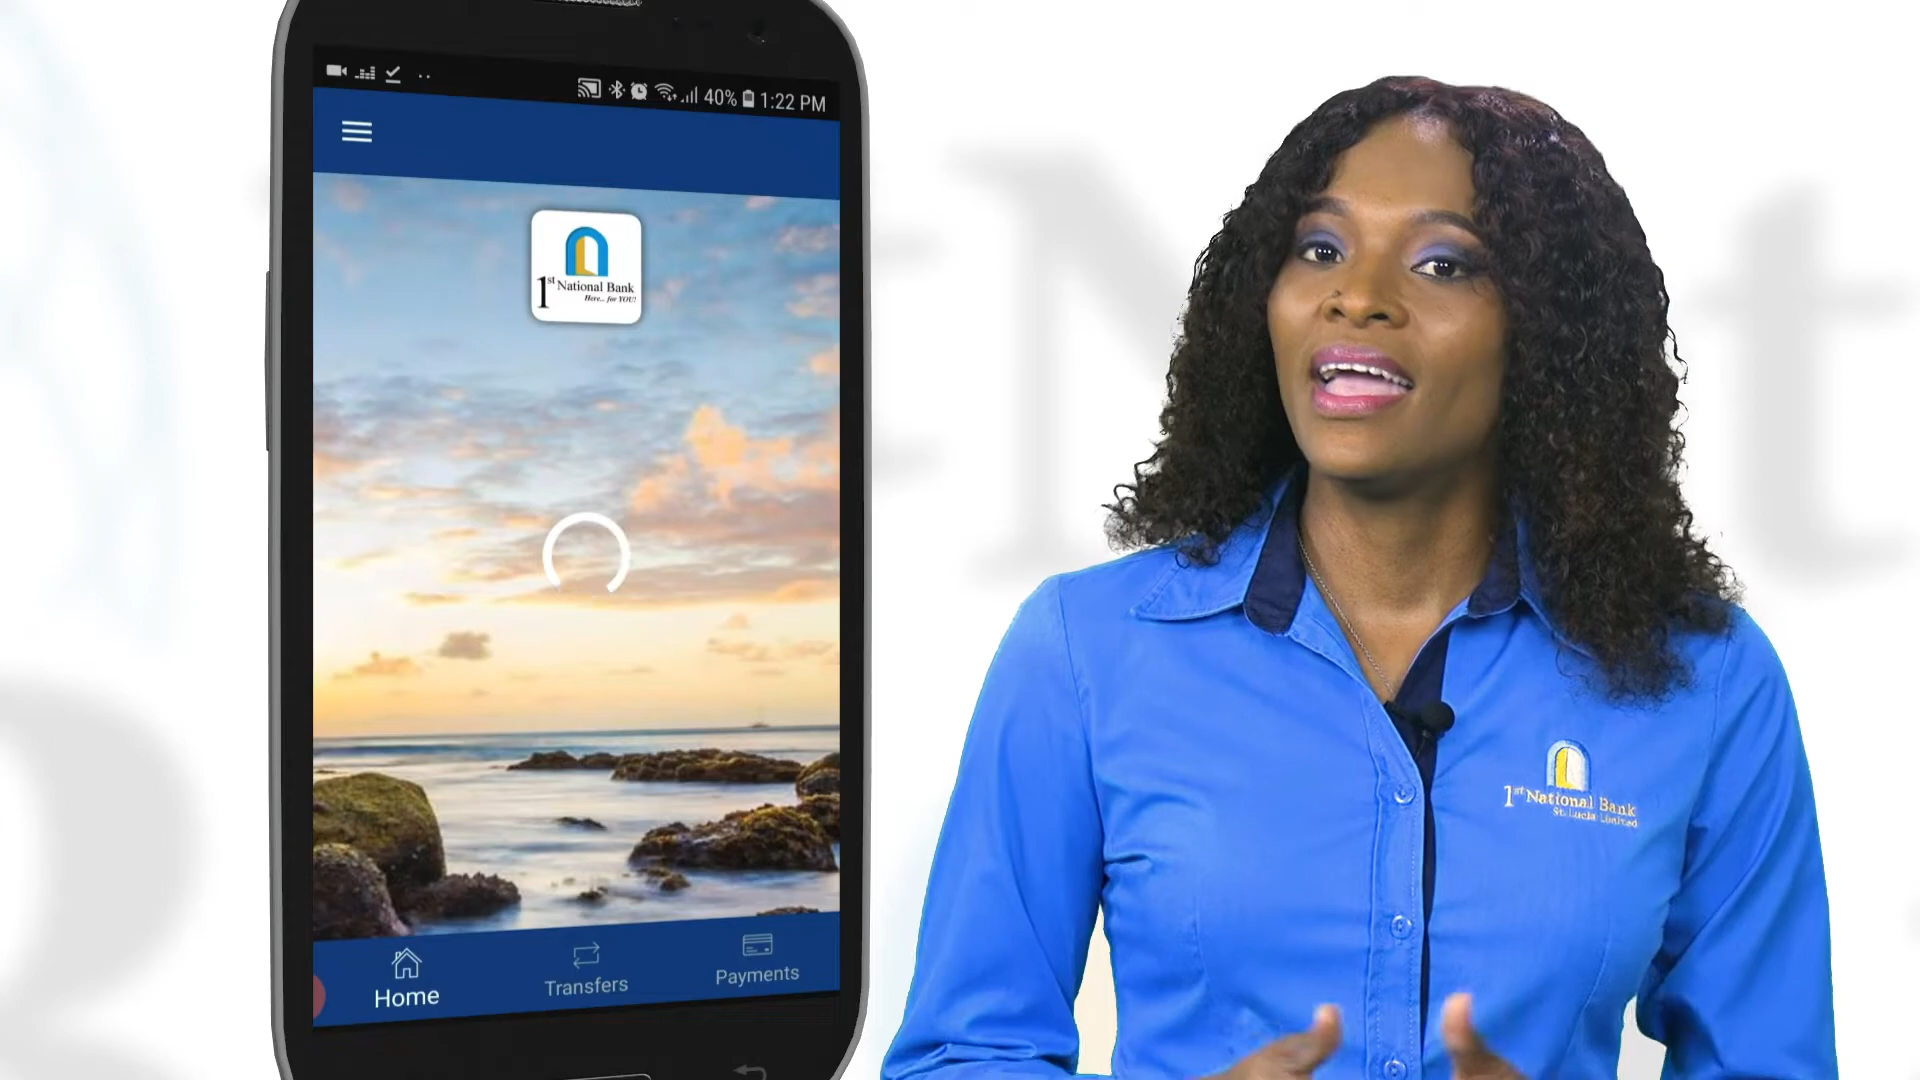 40% 1:22 PM
1st National Bank
Here... for YOU!
Home
Transfers
Payments
1st National Bank
St. Lucia Limited
N
t